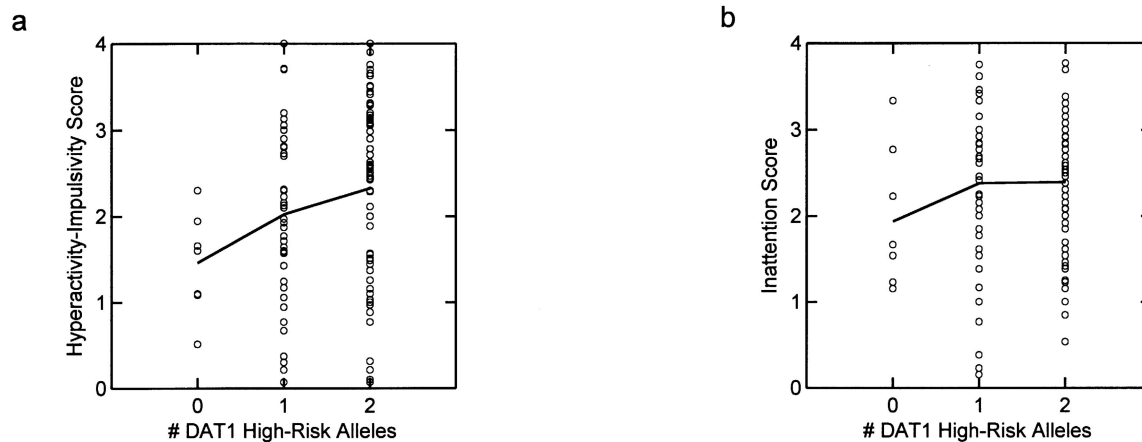 a
Hyperactivity-Impulsivity Score
4
3
2
1
0
0 1 2
# DAT1 High-Risk Alleles
b
Inattention Score
4
3
2
1
0
0 1 2
# DAT1 High-Risk Alleles